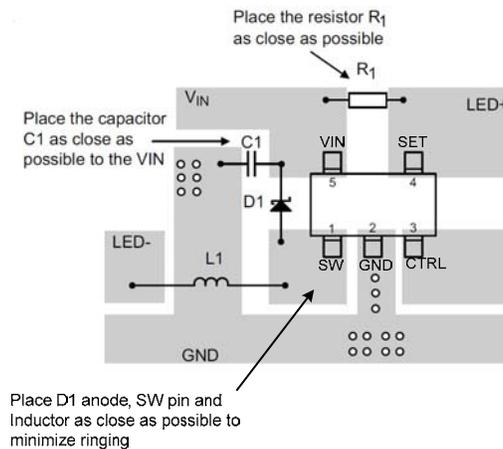 Place the resistor R1
as close as possible
R1
VIN
LED+
Place the capacitor
C1 as close as
possible to the VIN
C1
VIN
SET
5
4
D1
1
2
3
LED-
L1
SW
GND
CTRL
GND
Place D1 anode, SW pin and
Inductor as close as possible to
minimize ringing